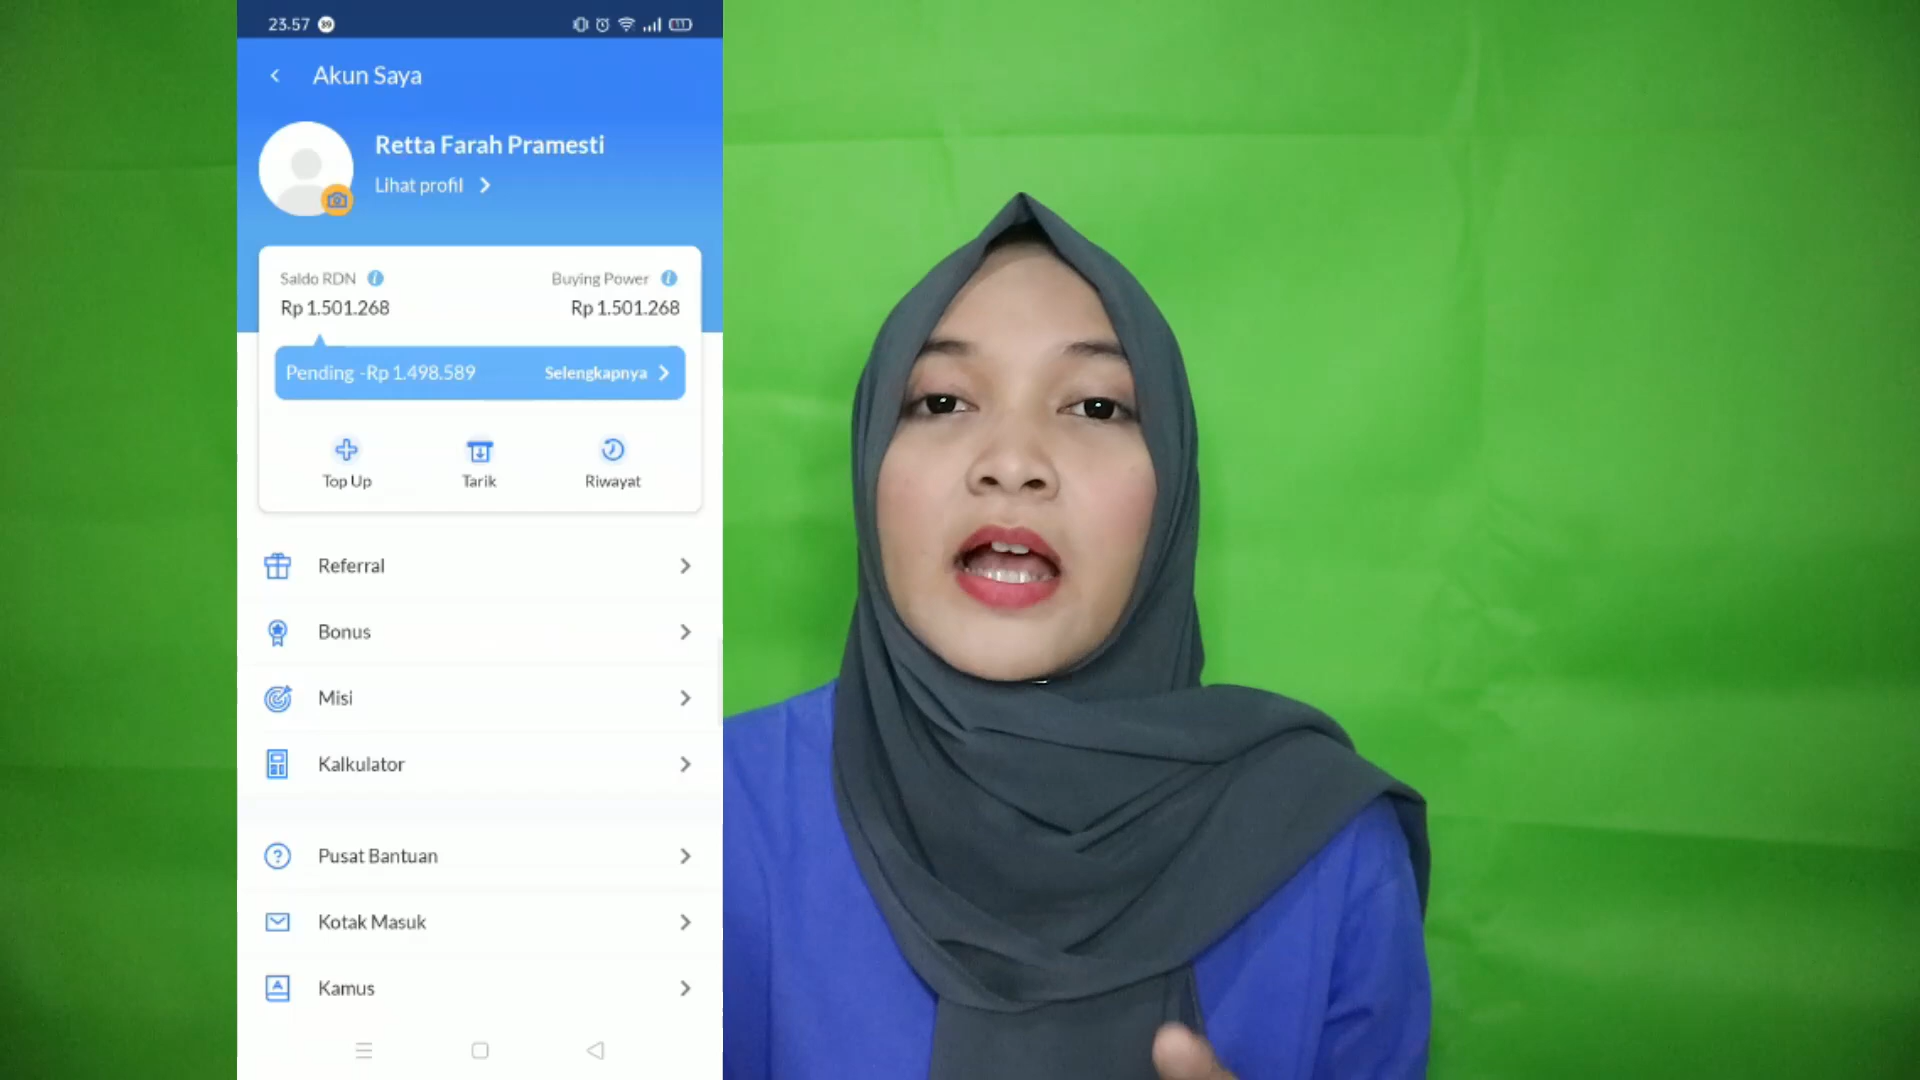 23.57
Akun Saya
Retta Farah Pramesti
Lihat profil
Saldo RDN
Buying Power
Rp 1.501.268
Rp 1.501.268
Pending -Rp 1.498.589
Selengkapnya
Top Up
Tarik
Riwayat
Referral
Bonus
Misi
Kalkulator
Pusat Bantuan
Kotak Masuk
Kamus